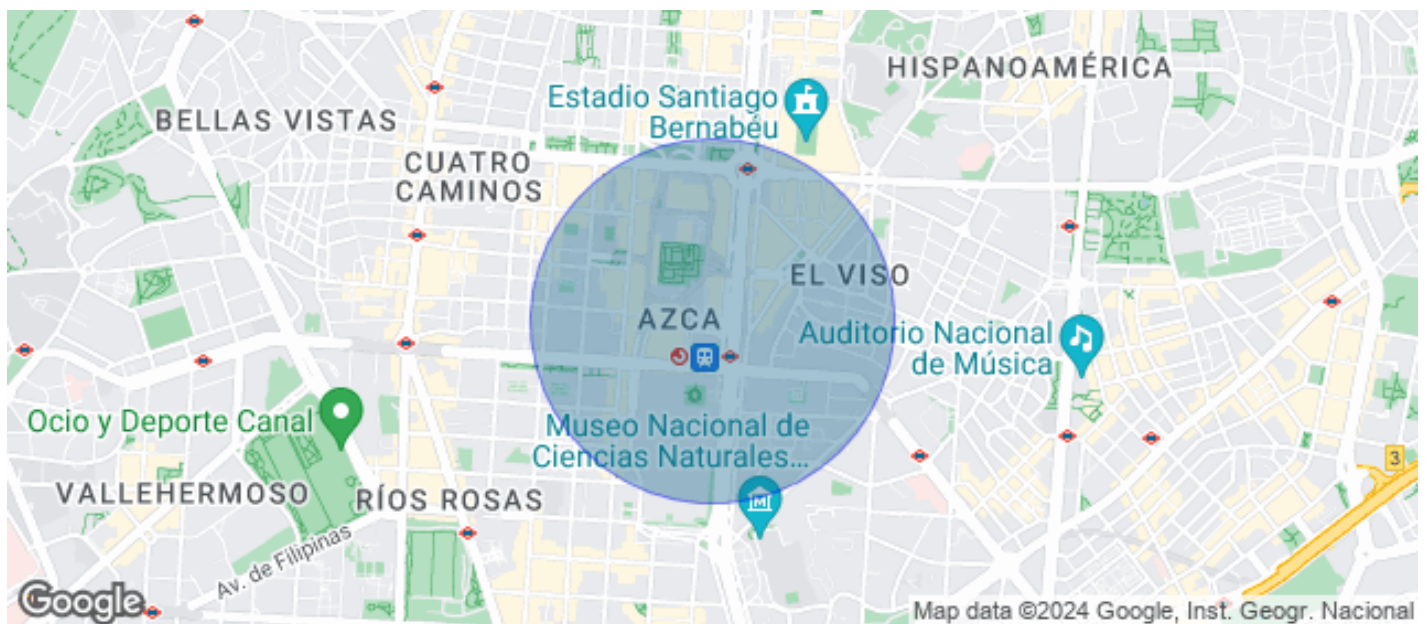 HISPANOAMÉRICA
Estadio Santiago
Bernabéu
BELLAS VISTAS
CUATRO
CAMINOS
EL VISO
AZCA
Auditorio Nacional
de Música
Ocio y Deporte Canal
Museo Nacional de
Ciencias Naturales...
3
VALLEHERMOSO
RÍOS ROSAS
Av. de Filipinas
M
Google
Map data ©2024 Google, Inst. Geogr. Nacional